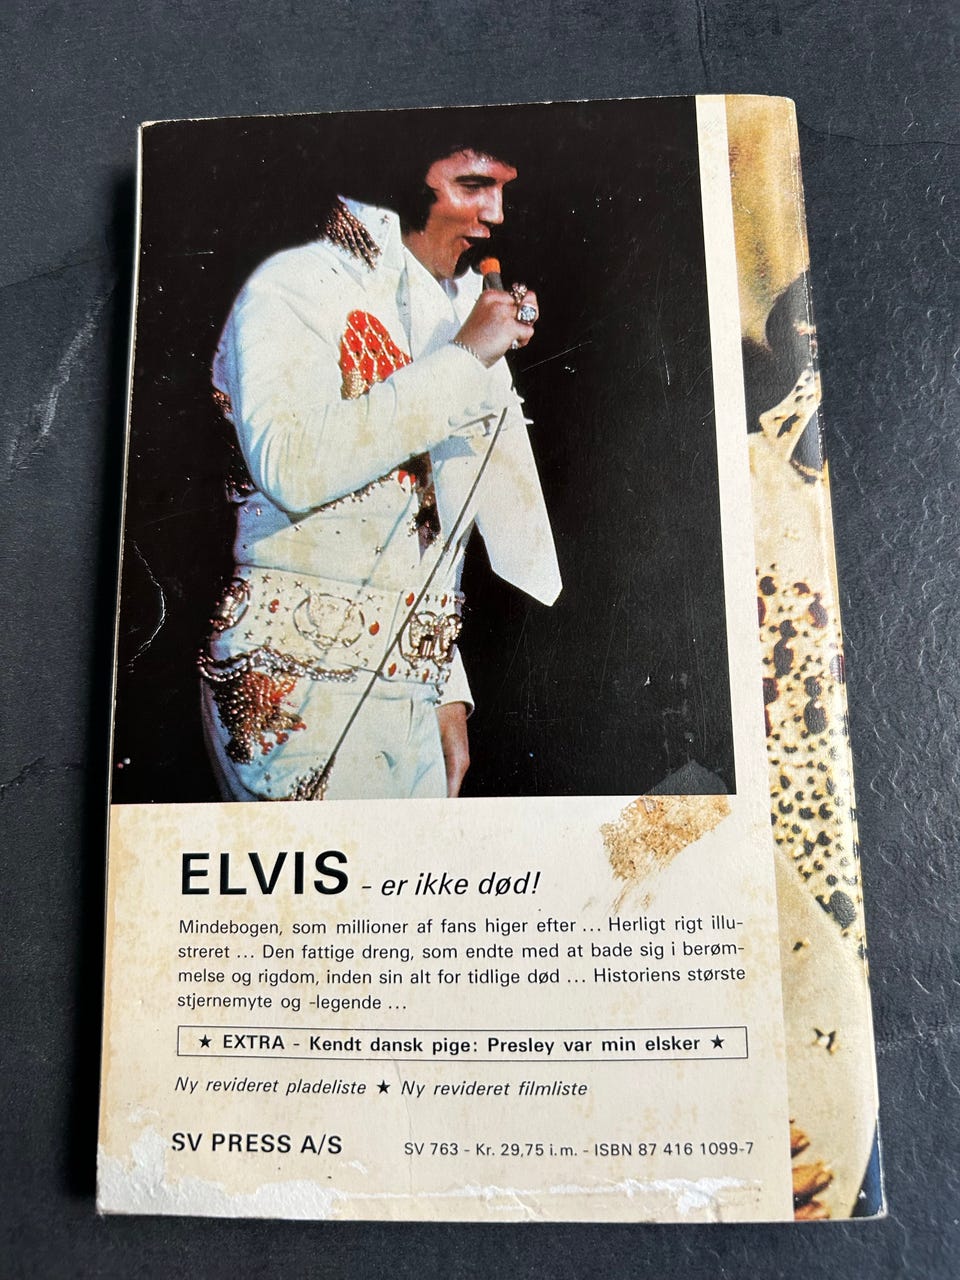 ELVIS - er ikke død!
Mindebogen, som millioner af fans higer efter ... Herligt rigt illu-
streret ... Den fattige dreng, som endte med at bade sig i berøm-
melse og rigdom, inden sin alt for tidlige død ... Historiens største
stjernemyte og -legende ...
★ EXTRA - Kendt dansk pige: Presley var min elsker ★
Ny revideret pladeliste ★ Ny revideret filmliste
SV PRESS A/S SV 763 - Kr. 29,75 i.m. - ISBN 87 416 1099-7